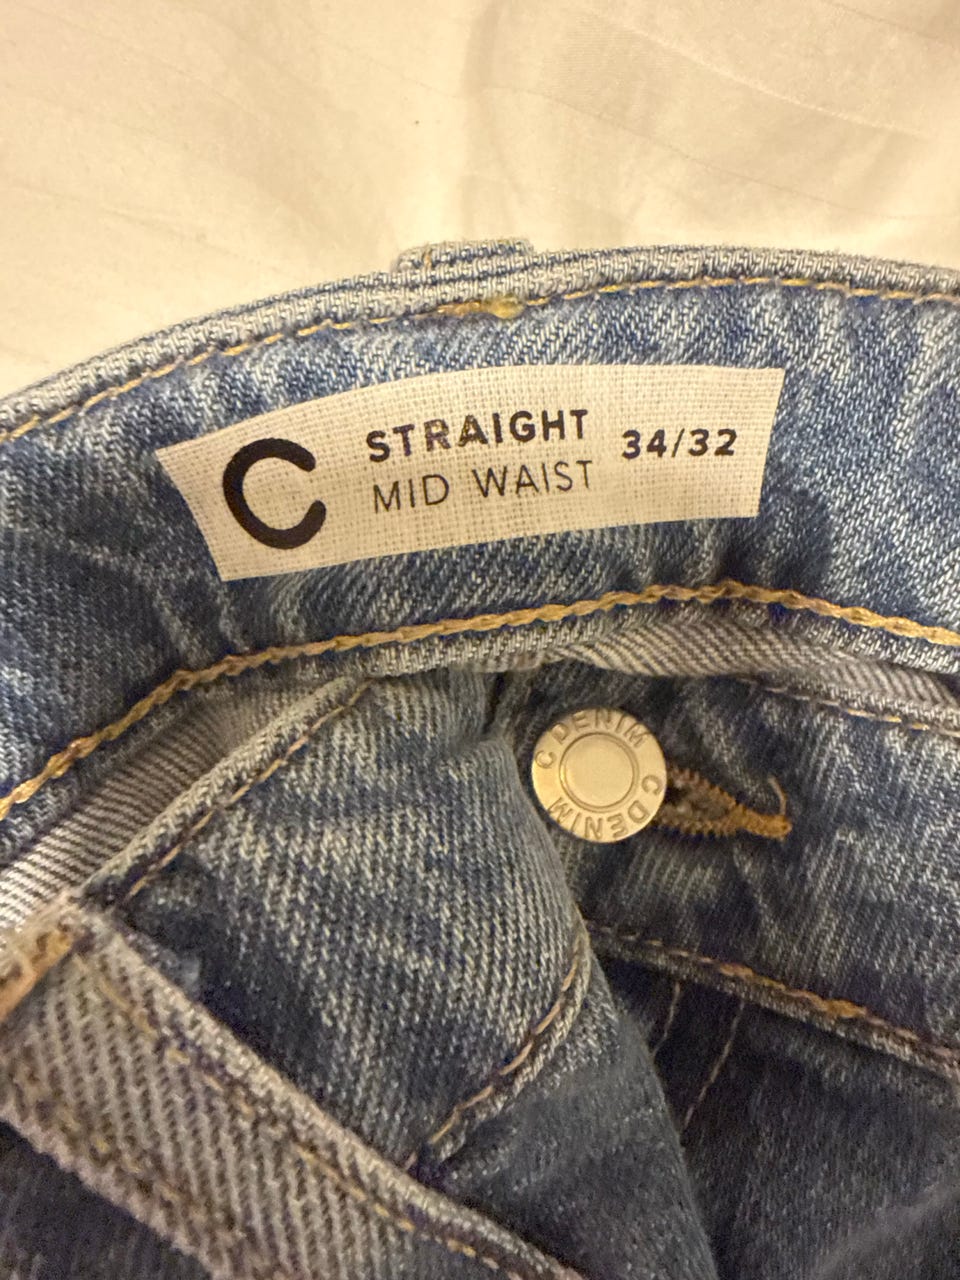 C
STRAIGHT
MID WAIST
34/32
C DENIM C DENIM